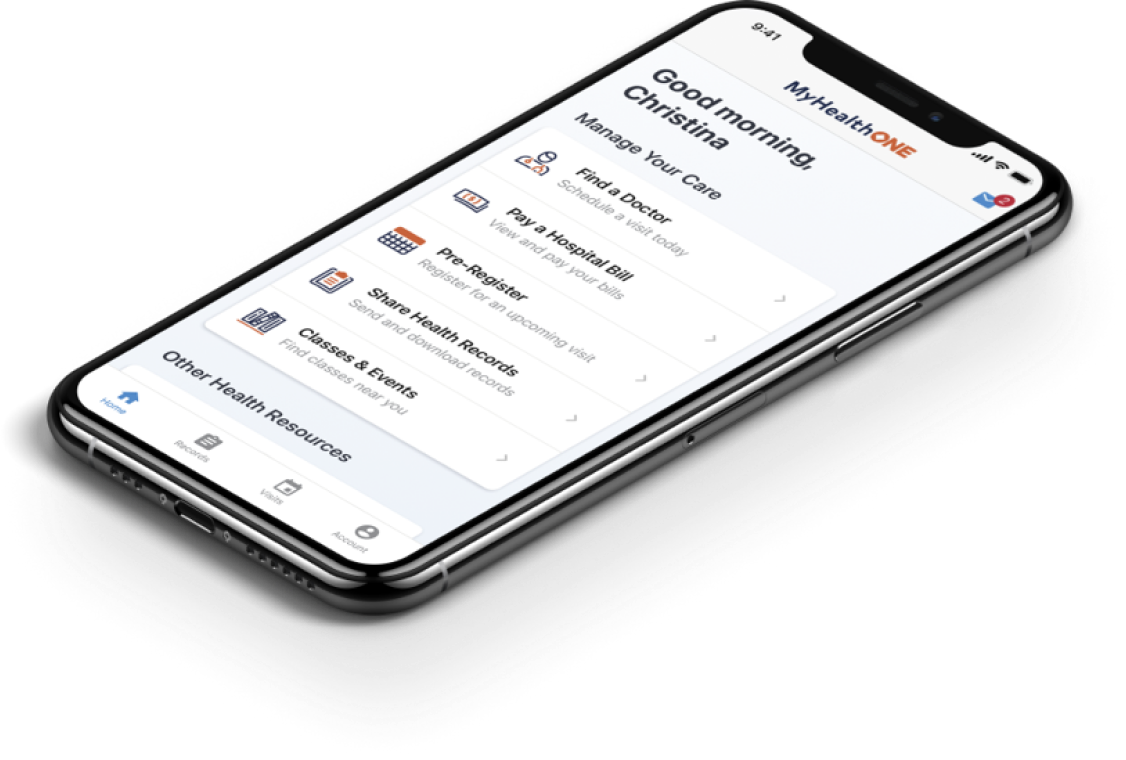 9:41
MyHealthONE
2
Good morning,
Christina
Manage Your Care
Find a Doctor
Schedule a visit today
Pay a Hospital Bill
View and pay your bills
Pre-Register
Register for an upcoming visit
Share Health Records
Send and download records
Classes & Events
Find classes near you
Other Health Resources
Home
Records
Visits
Account